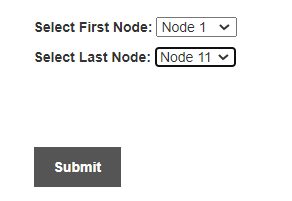 Select First Node: Node 1
Select Last Node: Node 11
Submit